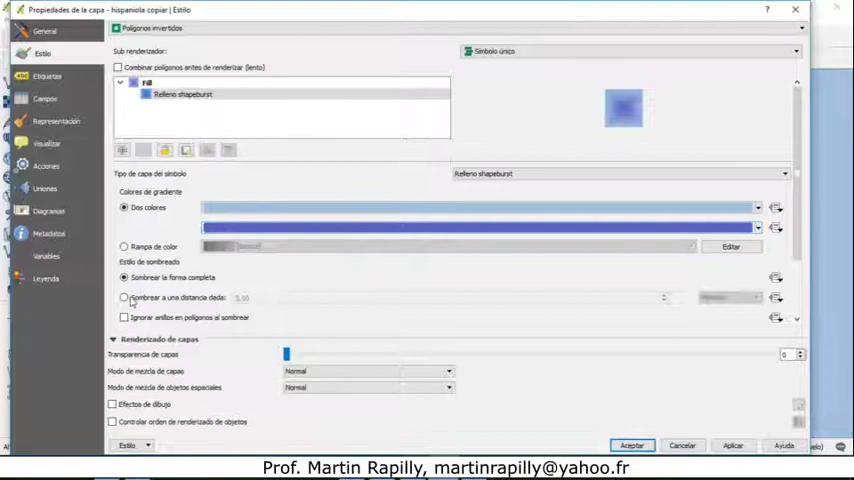 Propiedades de la capa - hispaniola copiar | Estilo
General
Estilo
Etiquetas
Campos
Representación
Visualizar
Acciones
Uniones
Diagramas
Metadatos
Variables
Leyenda
Polígonos invertidos
Sub renderizador:
Símbolo único
Combinar polígonos antes de renderizar (lento)
Fill
Relleno shapeburst
Tipo de capa del símbolo
Relleno shapeburst
Colores de gradiente
Dos colores
Rampa de color
Editar
Estilo de sombreado
Sombrear la forma completa
Sombrear a una distancia dada:
5,00
Ignorar anillos en polígonos al sombrear
Renderizado de capas
Transparencia de capas
0
Modo de mezcla de capas
Normal
Modo de mezcla de objetos espaciales
Normal
Efectos de dibujo
Controlar orden de renderizado de objetos
Estilo
Aceptar
Cancelar
Aplicar
Ayuda
Prof. Martin Rapilly, martinrapilly@yahoo.fr